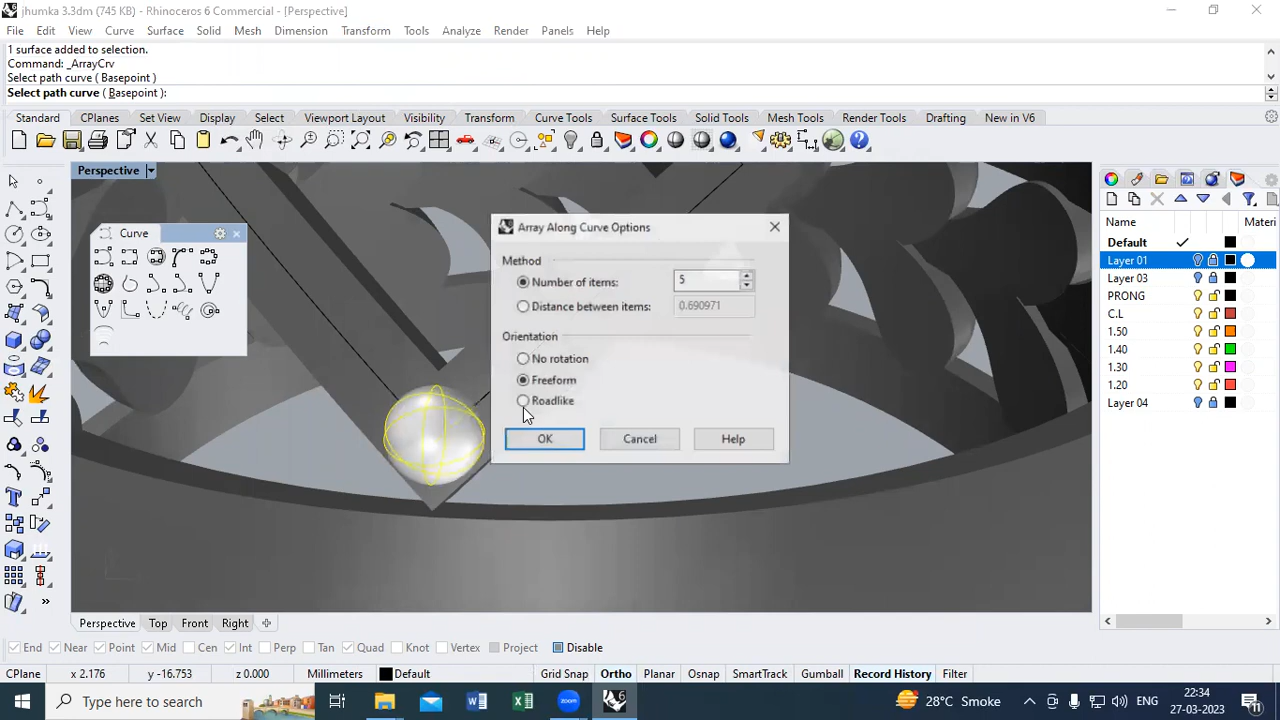 jhumka 3.3dm (745 KB) - Rhinoceros 6 Commercial - [Perspective]
File Edit View Curve Surface Solid Mesh Dimension Transform Tools Analyze Render Panels Help
1 surface added to selection.
Command: _ArrayCrv
Select path curve ( Basepoint )
Select path curve ( Basepoint ):
Standard CPlanes Set View Display Select Viewport Layout Visibility Transform Curve Tools Surface Tools Solid Tools Mesh Tools Render Tools Drafting New in V6
Perspective
Curve
Array Along Curve Options
Method
Number of items: 5
Distance between items: 0.690971
Orientation
No rotation
Freeform
Roadlike
OK Cancel Help
Name Materi
Default
Layer 01
Layer 03
PRONG
C.L
1.50
1.40
1.30
1.20
Layer 04
Perspective Top Front Right
End Near Point Mid Cen Int Perp Tan Quad Knot Vertex Project Disable
CPlane x 2.176 y -16.753 z 0.000 Millimeters Default Grid Snap Ortho Planar Osnap SmartTrack Gumball Record History Filter
Type here to search
zoom
28°C Smoke
ENG
22:34
27-03-2023